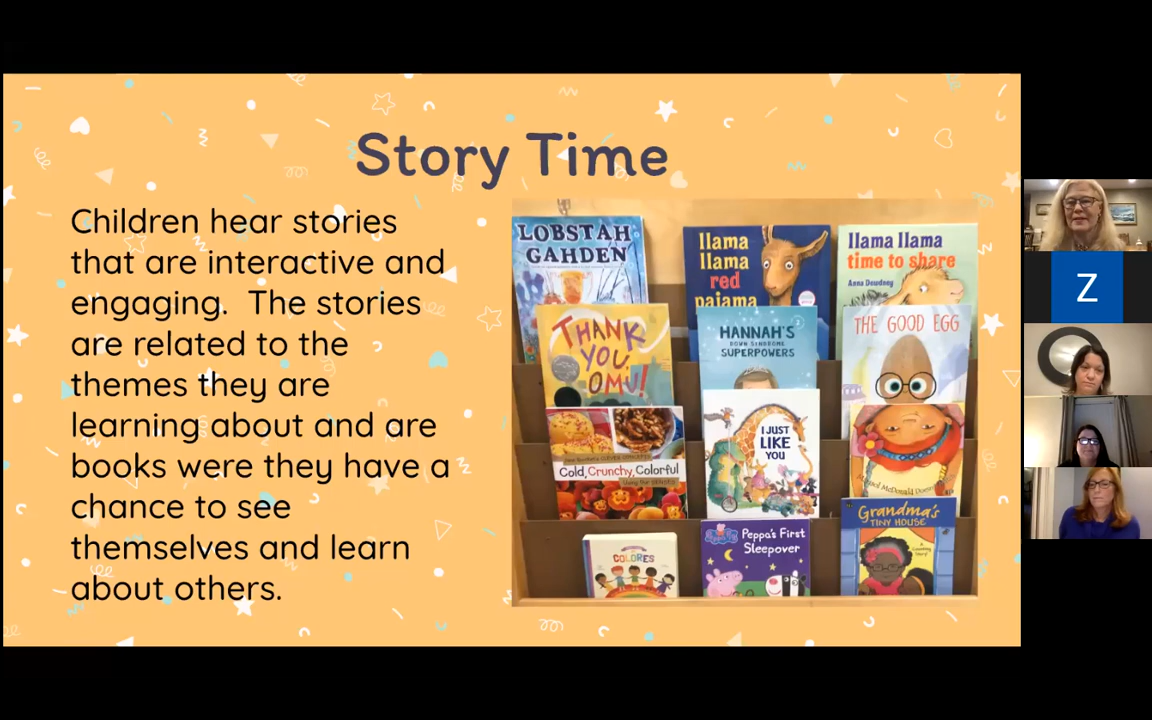 Story Time
Children hear stories
that are interactive and
engaging. The stories
are related to the
themes they are
learning about and are
books were they have a
chance to see
themselves and learn
about others.
LOBSTAH
GAHDEN
llama
llama
red
pajama
llama llama
time to share
Anna Dewdney
THANK
YOU,
OMU!
HANNAH'S
DOWN SYNDROME
SUPERPOWERS
THE GOOD EGG
Cold, Crunchy, Colorful
Using Our SENSES
I JUST
LIKE
YOU
COLORES
Peppa's First
Sleepover
Grandma's
TINY HOUSE
Z